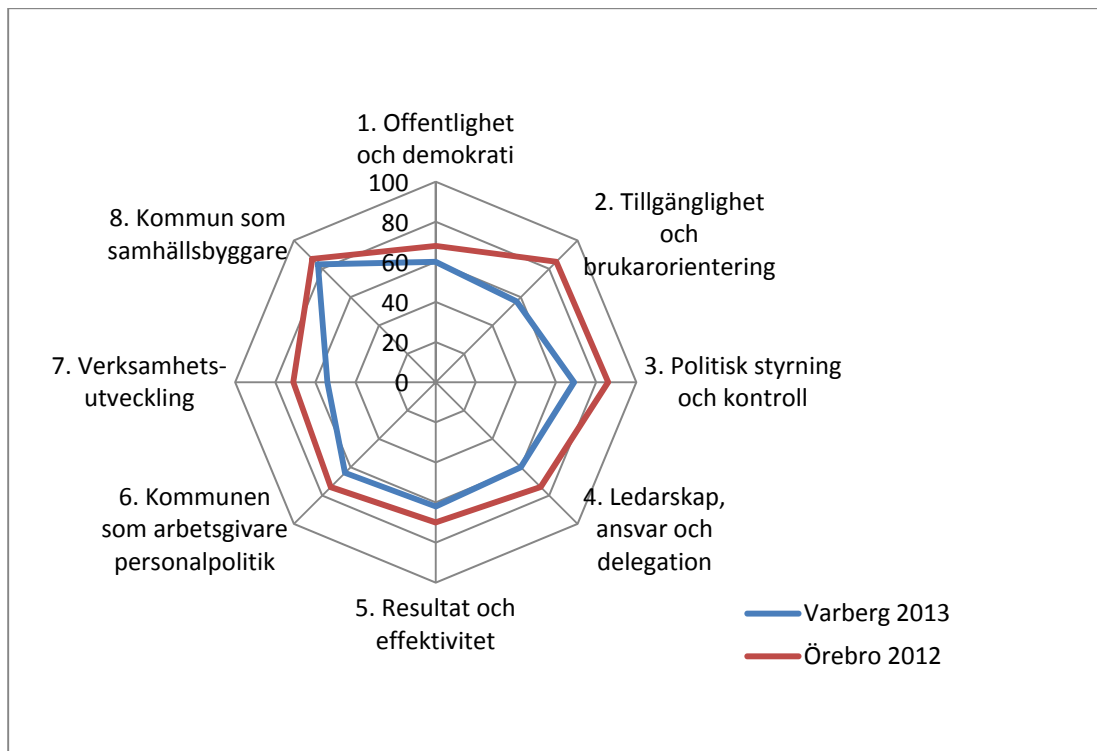 1. Offentlighet
och demokrati
100
80
60
40
20
0
2. Tillgänglighet
och
brukarorientering
3. Politisk styrning
och kontroll
4. Ledarskap,
ansvar och
delegation
5. Resultat och
effektivitet
6. Kommunen
som arbetsgivare
personalpolitik
7. Verksamhets-
utveckling
8. Kommun som
samhällsbyggare
Varberg 2013
Örebro 2012